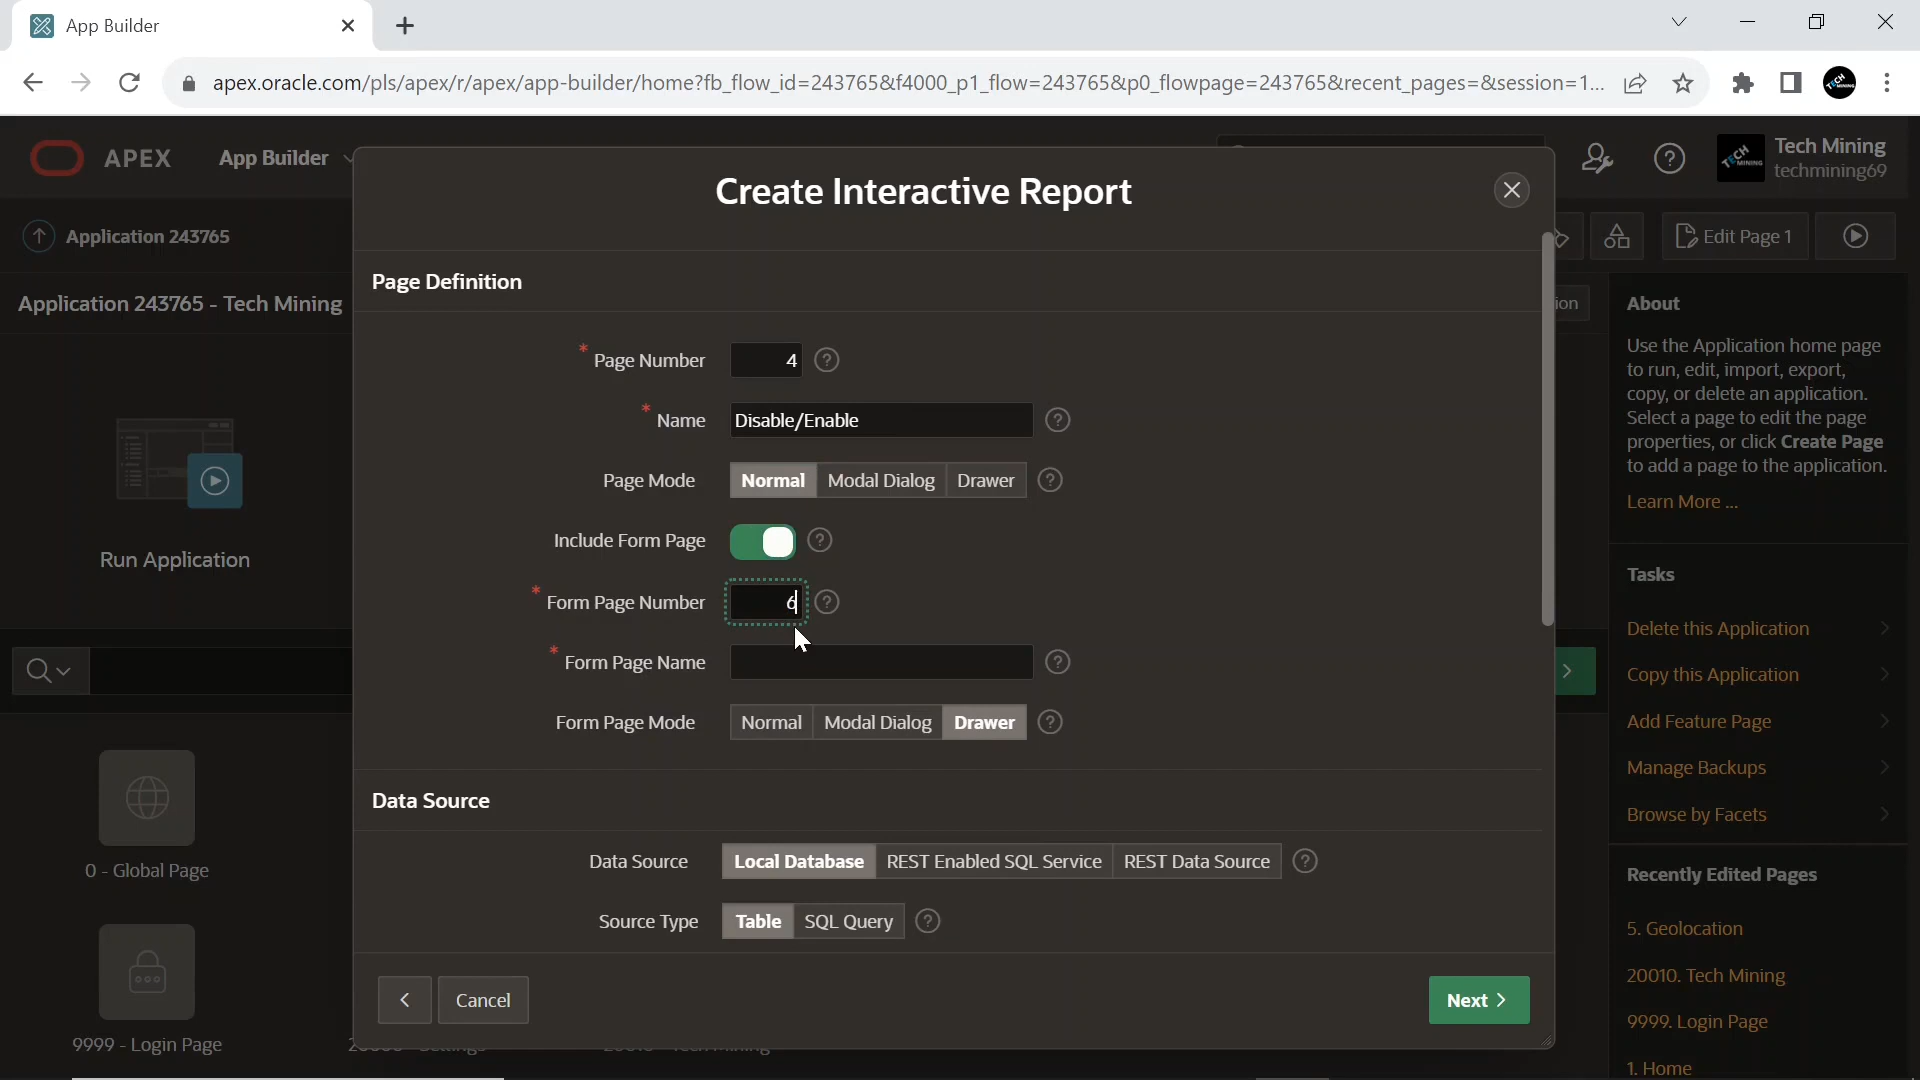 App Builder
apex.oracle.com/pls/apex/r/apex/app-builder/home?fb_flow_id=243765&f4000_p1_flow=243765&p0_flowpage=243765&recent_pages=&session=1...
APEX
App Builder
Tech Mining
techmining69
Application 243765
Edit Page 1
Application 243765 - Tech Mining
Run Application
0 - Global Page
9999 - Login Page
Create Interactive Report
Page Definition
* Page Number 4
* Name Disable/Enable
Page Mode Normal Modal Dialog Drawer
Include Form Page
* Form Page Number 6
* Form Page Name
Form Page Mode Normal Modal Dialog Drawer
Data Source
Data Source Local Database REST Enabled SQL Service REST Data Source
Source Type Table SQL Query
Cancel
Next
About
Use the Application home page
to run, edit, import, export,
copy, or delete an application.
Select a page to edit the page
properties, or click Create Page
to add a page to the application.
Learn More ...
Tasks
Delete this Application
Copy this Application
Add Feature Page
Manage Backups
Browse by Facets
Recently Edited Pages
5. Geolocation
20010. Tech Mining
9999. Login Page
1. Home